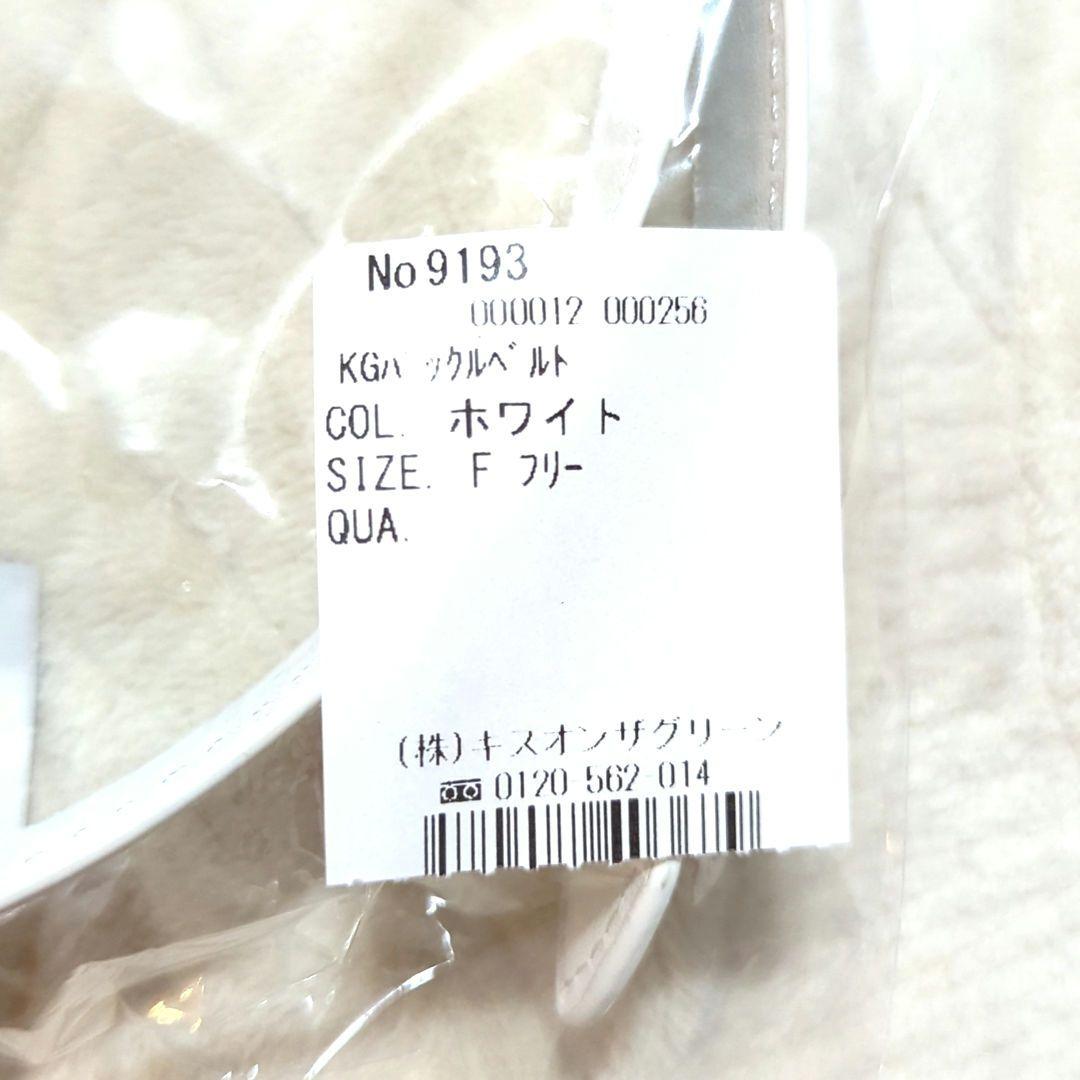 No 9193
000012 000256
KGﾊﾞｯｸﾙﾍﾞﾙﾄ
COL. ホワイト
SIZE. F ﾌﾘｰ
QUA.
(株)キスオンザグリーン
0120-562-014